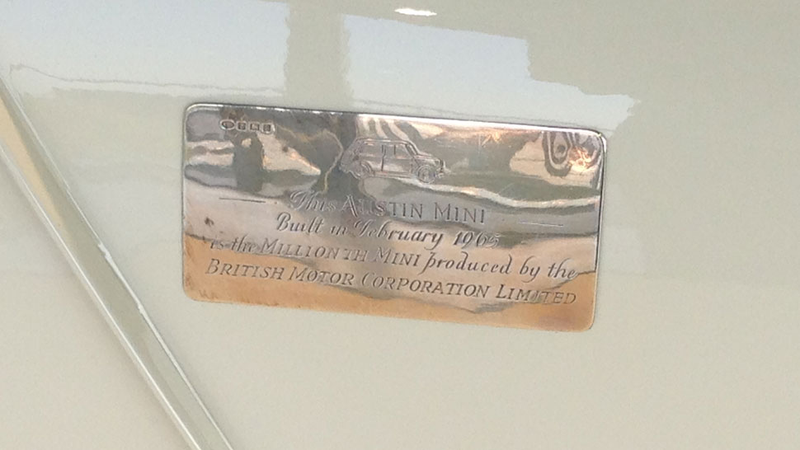 This AUSTIN MINI
Built in February 1965
is the MILLIONTH MINI produced by the
BRITISH MOTOR CORPORATION LIMITED